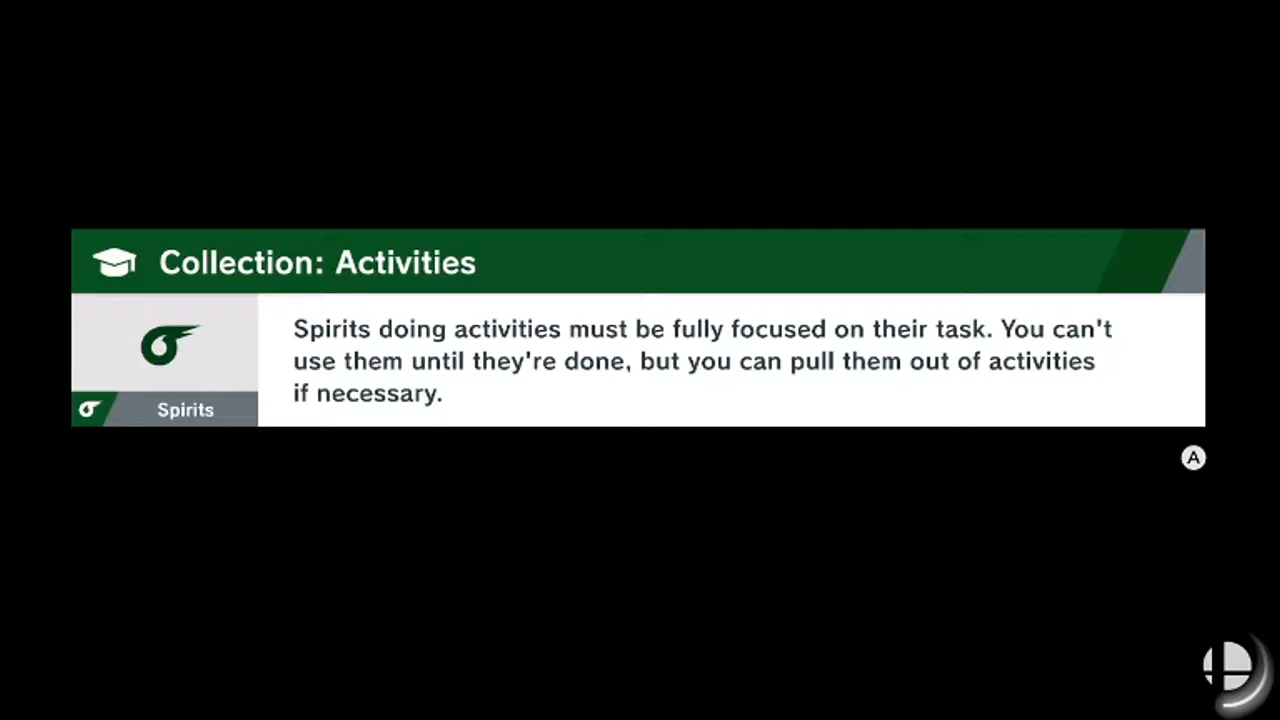 Collection: Activities
Spirits doing activities must be fully focused on their task. You can't
use them until they're done, but you can pull them out of activities
if necessary.
Spirits
A